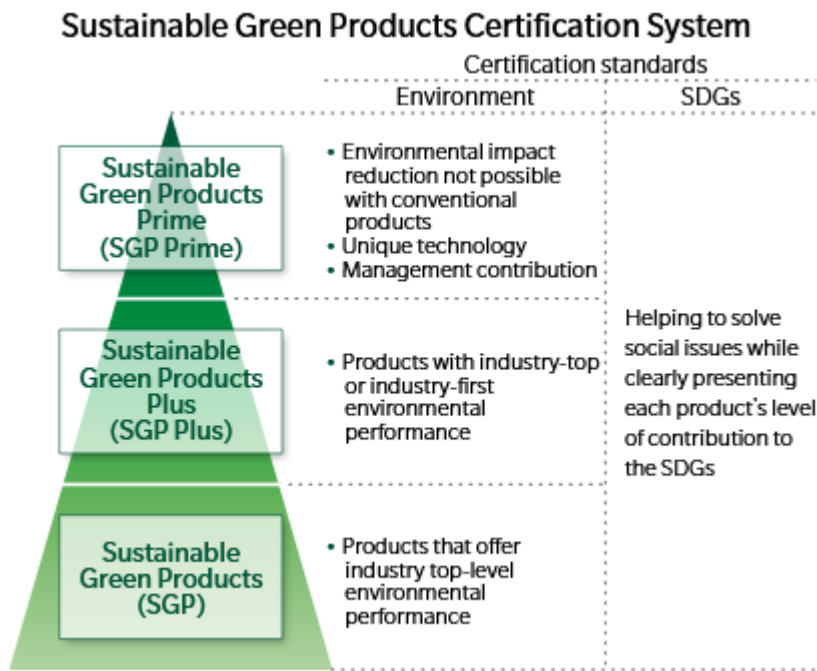 Sustainable Green Products Certification System
Certification standards
Environment
SDGs
Sustainable
Green Products
Prime
(SGP Prime)
• Environmental impact
reduction not possible
with conventional
products
• Unique technology
• Management contribution
Sustainable
Green Products
Plus
(SGP Plus)
• Products with industry-top
or industry-first
environmental
performance
Sustainable
Green Products
(SGP)
• Products that offer
industry top-level
environmental
performance
Helping to solve
social issues while
clearly presenting
each product's level
of contribution to
the SDGs